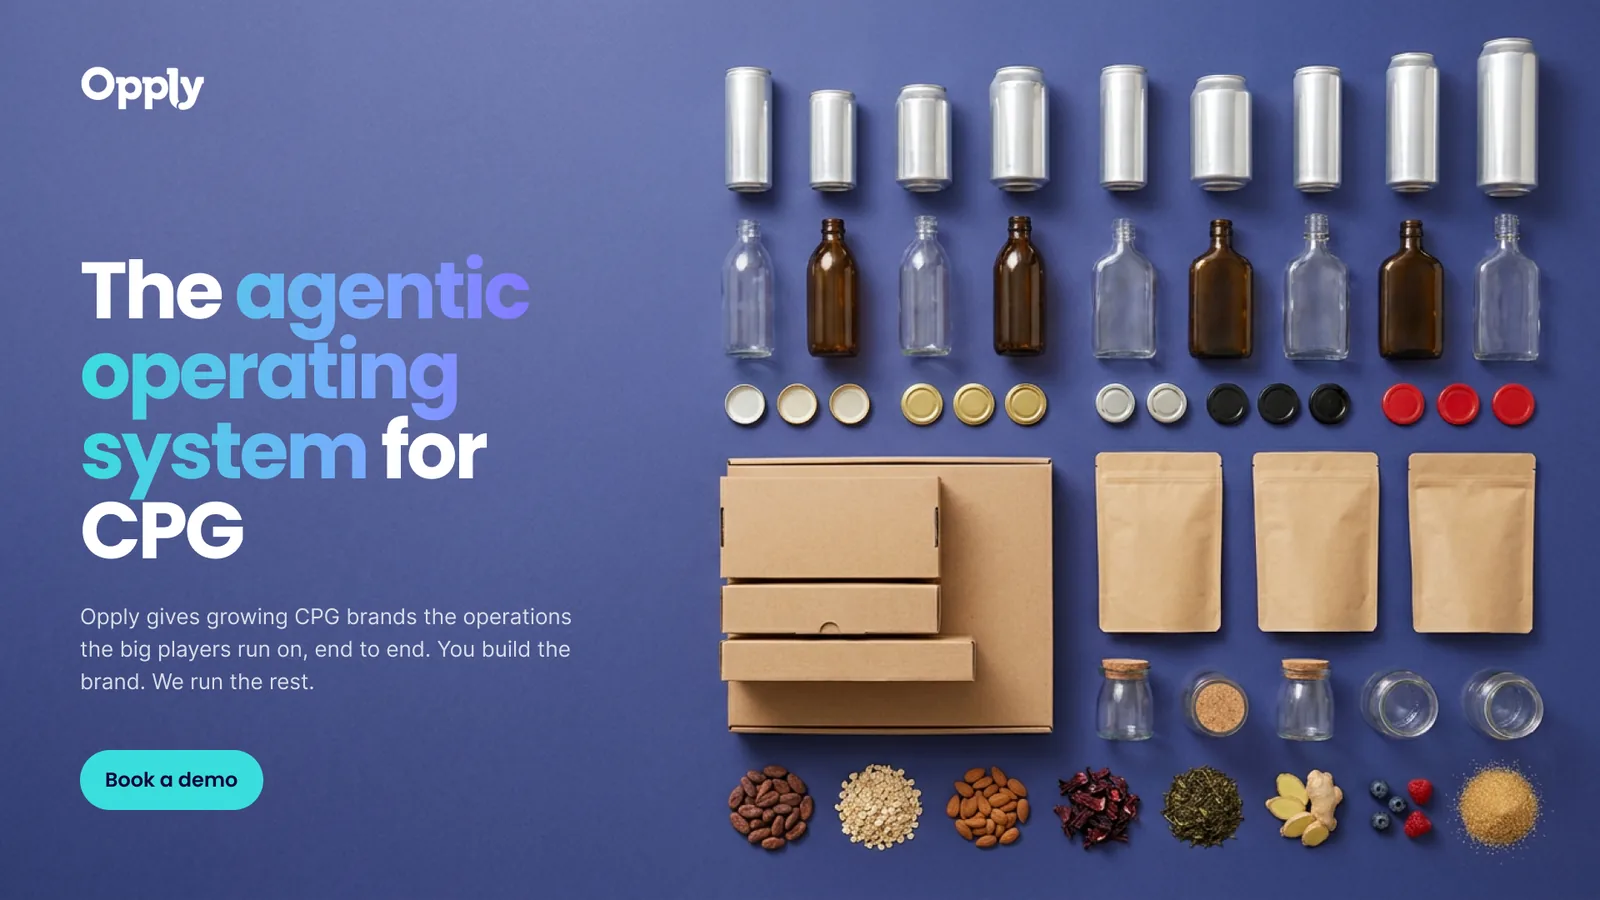 Opply
The agentic
operating
system for
CPG
Opply gives growing CPG brands the operations
the big players run on, end to end. You build the
brand. We run the rest.
Book a demo